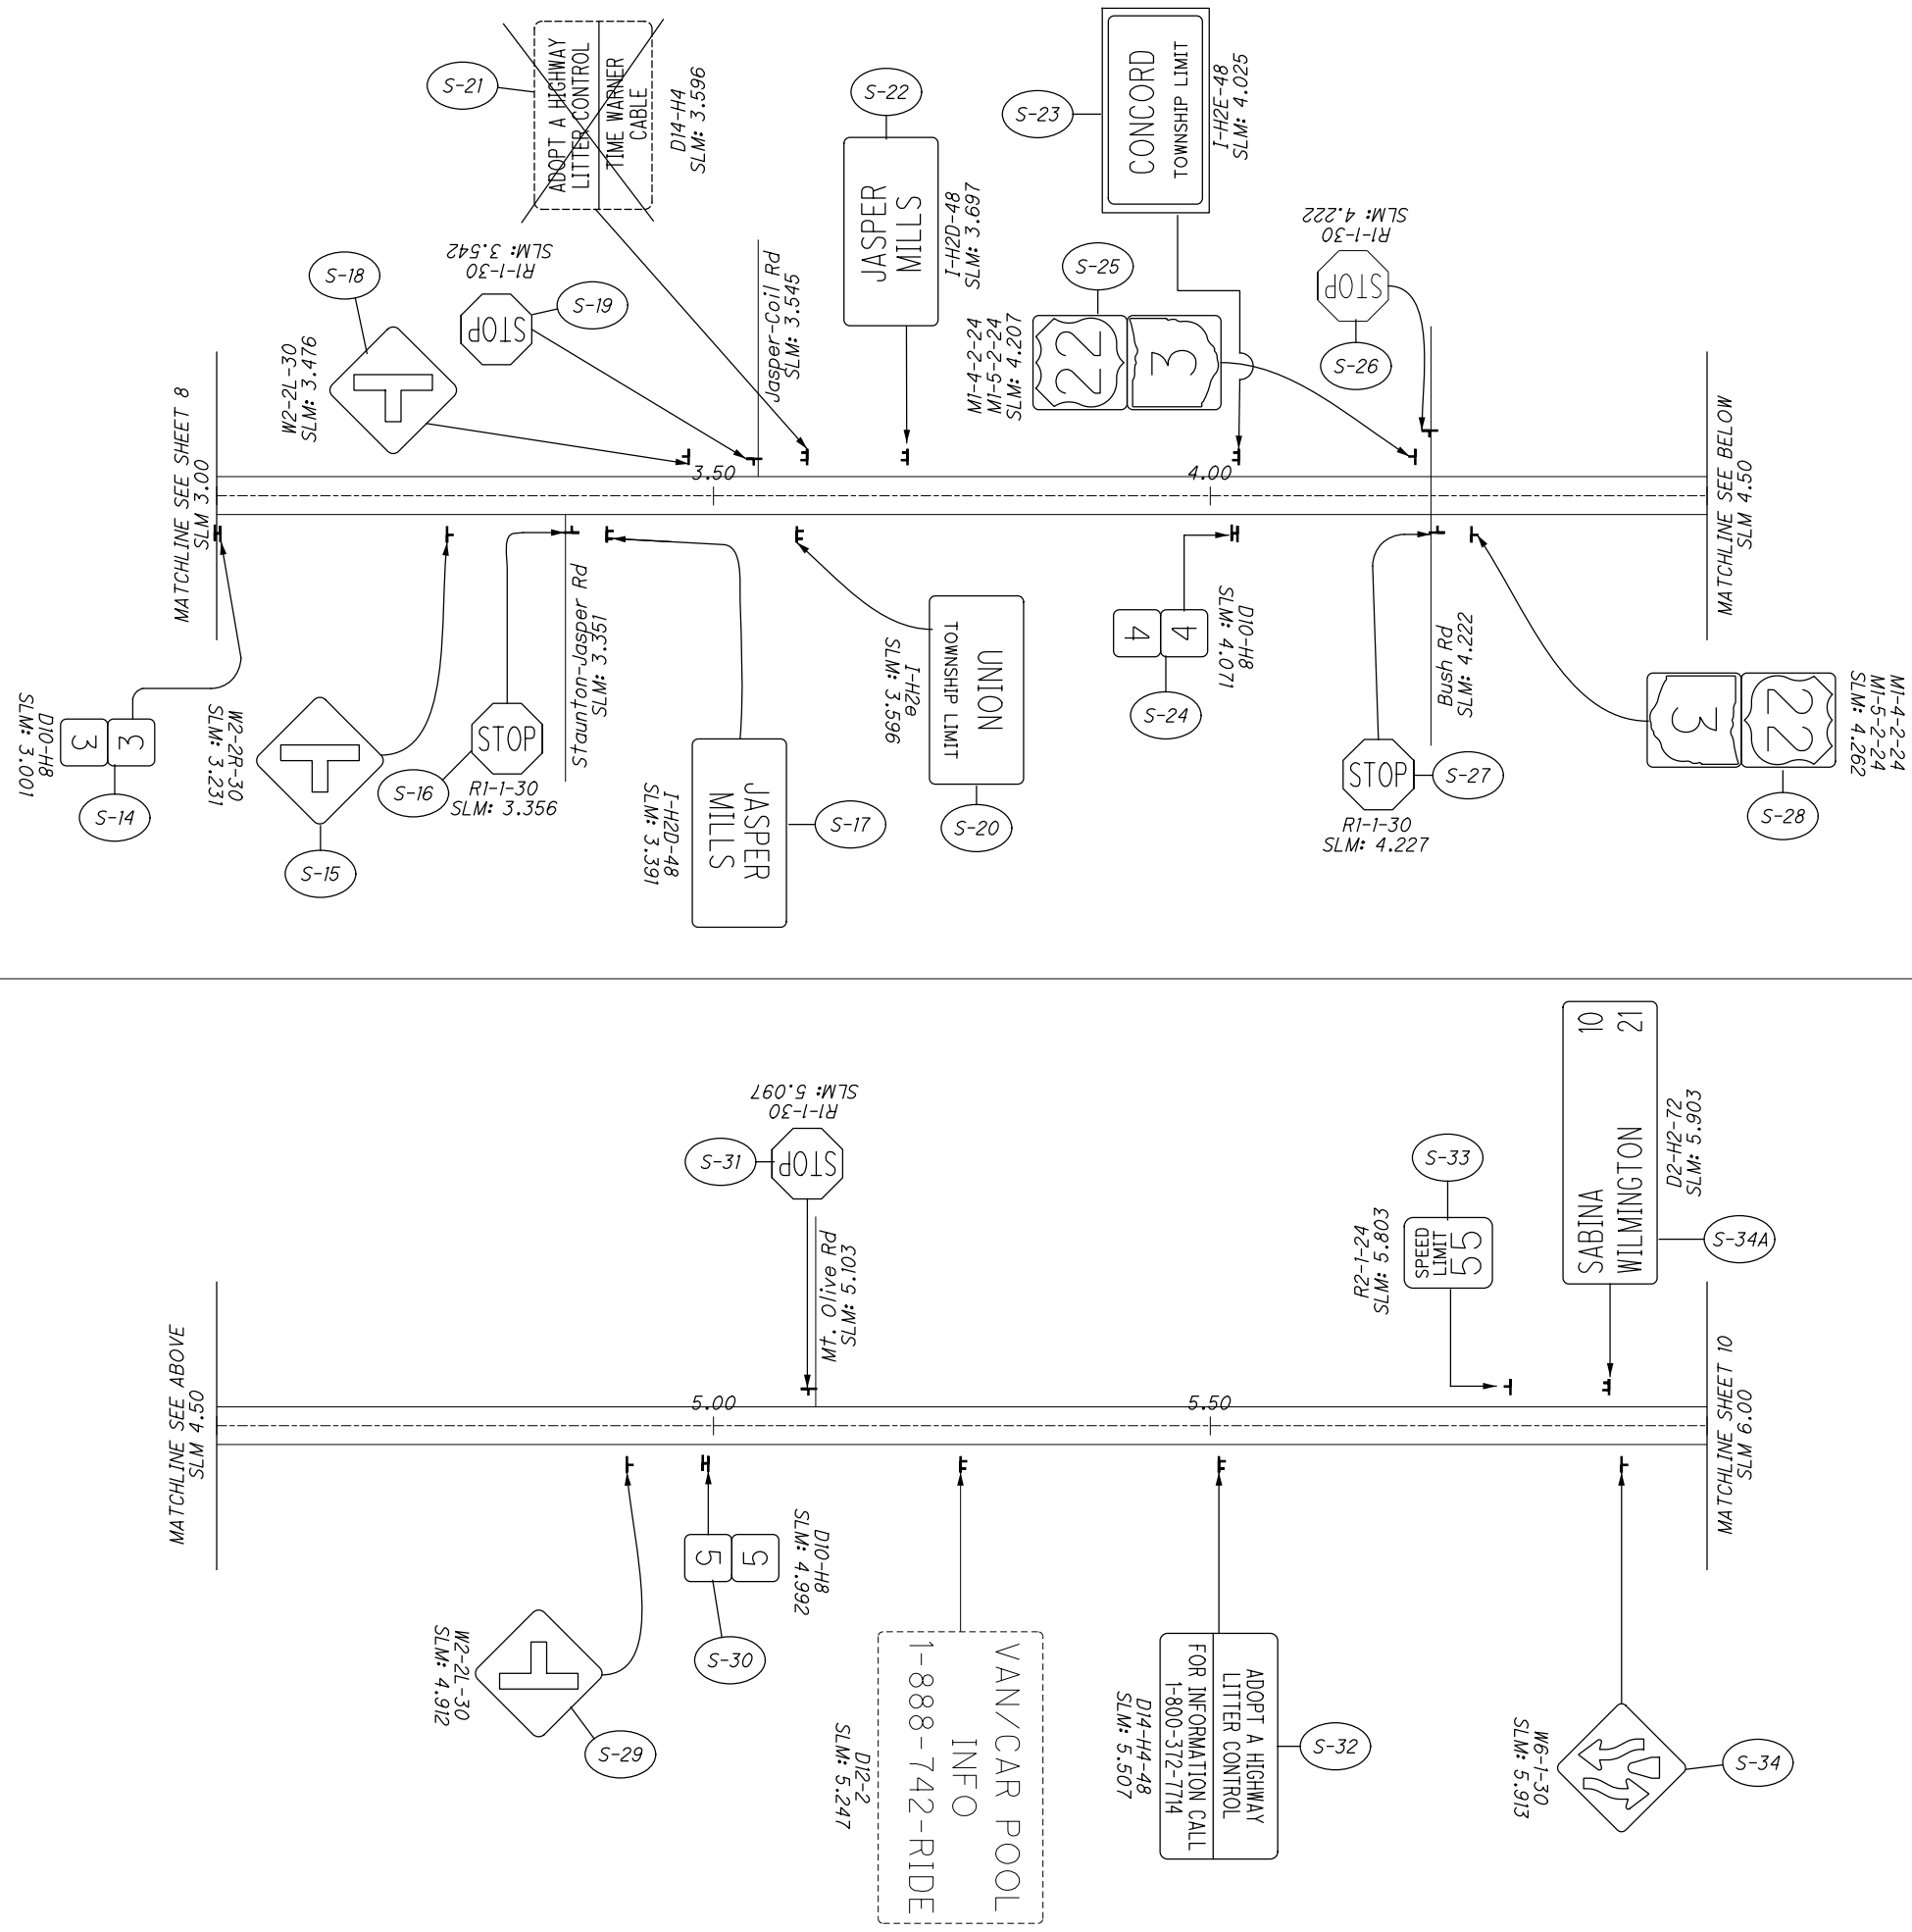 S-21
ADOPT A HIGHWAY
LITTER CONTROL
TIME WARNER
CABLE
D14-H4
SLM: 3.596
S-22
JASPER
MILLS
I-H2D-48
SLM: 3.697
S-23
CONCORD
TOWNSHIP LIMIT
I-H2E-48
SLM: 4.025
S-18
W2-2L-30
SLM: 3.476
R1-1-30
SLM: 3.542
STOP
S-19
Jasper-Coil Rd
SLM: 3.545
S-25
M1-4-2-24
M1-5-2-24
SLM: 4.207
22
3
R1-1-30
SLM: 4.222
STOP
S-26
MATCHLINE SEE SHEET 8
SLM 3.00
3.50
4.00
MATCHLINE SEE BELOW
SLM 4.50
D10-H8
SLM: 3.001
3
3
S-14
W2-2R-30
SLM: 3.231
S-15
STOP
S-16
R1-1-30
SLM: 3.356
Staunton-Jasper Rd
SLM: 3.351
JASPER
MILLS
I-H2D-48
SLM: 3.391
S-17
UNION
TOWNSHIP LIMIT
I-H2e
SLM: 3.596
S-20
4
4
D10-H8
SLM: 4.071
S-24
Bush Rd
SLM: 4.222
STOP
S-27
R1-1-30
SLM: 4.227
22
3
M1-4-2-24
M1-5-2-24
SLM: 4.262
S-28
R1-1-30
SLM: 5.097
STOP
S-31
Mt. Olive Rd
SLM: 5.103
S-33
SPEED
LIMIT
55
R2-1-24
SLM: 5.803
SABINA 10
WILMINGTON 21
D2-H2-72
SLM: 5.903
S-34A
MATCHLINE SEE ABOVE
SLM 4.50
5.00
5.50
MATCHLINE SHEET 10
SLM 6.00
W2-2L-30
SLM: 4.912
S-29
5
5
D10-H8
SLM: 4.992
S-30
VAN/CAR POOL
INFO
1-888-742-RIDE
D12-2
SLM: 5.247
ADOPT A HIGHWAY
LITTER CONTROL
FOR INFORMATION CALL
1-800-372-7714
D14-H4-48
SLM: 5.507
S-32
W6-1-30
SLM: 5.913
S-34